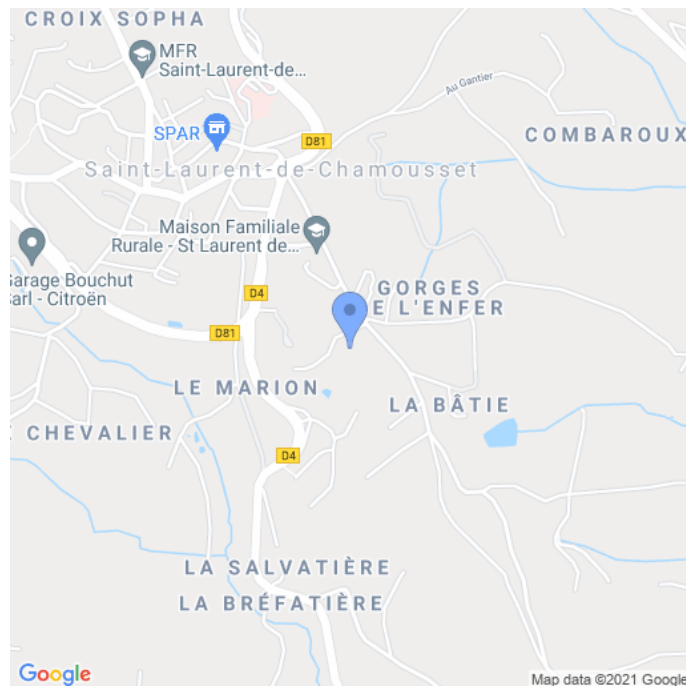 CROIX SOPHA
MFR
Saint-Laurent-de...
Au Gantier
SPAR
D81
COMBAROUX
Saint-Laurent-de-Chamousset
Maison Familiale
Rurale - St Laurent de...
Garage Bouchut
Sarl - Citroën
GORGES
E L'ENFER
D4
D81
LE MARION
LA BÂTIE
CHEVALIER
D4
LA SALVATIÈRE
LA BRÉFATIÈRE
Google
Map data ©2021 Google